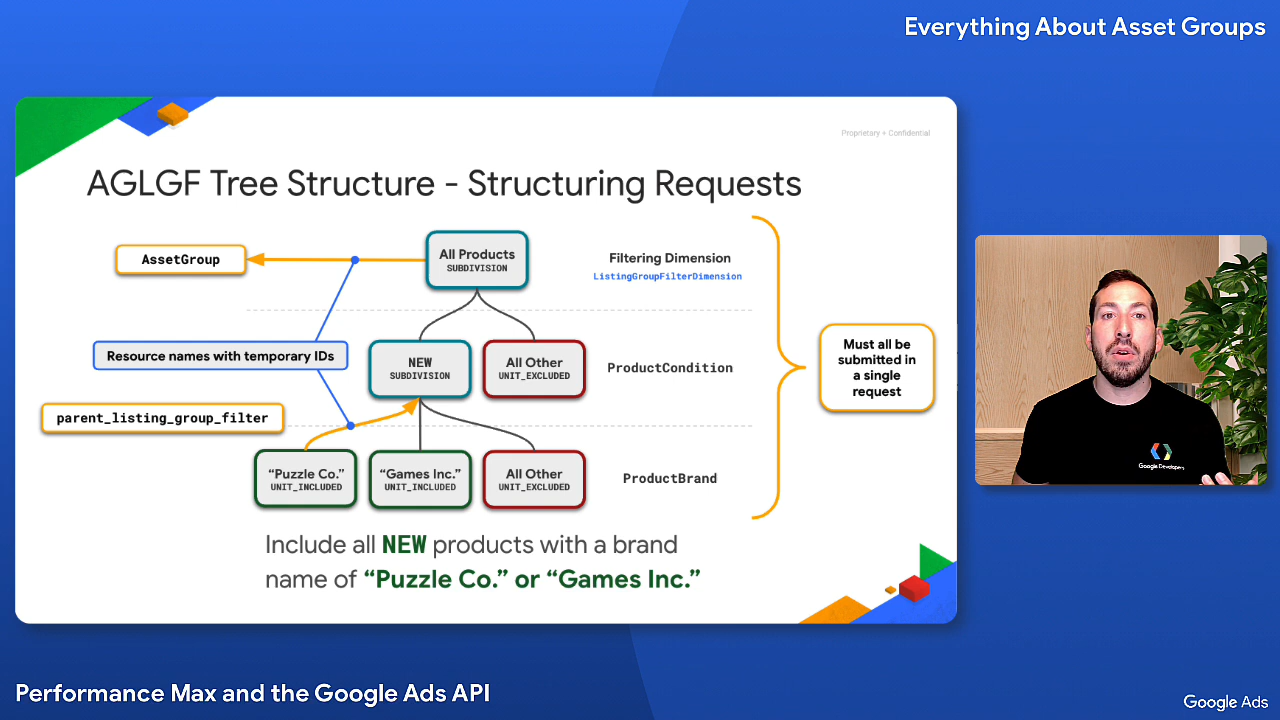 Everything About Asset Groups
Proprietary + Confidential
AGLGF Tree Structure - Structuring Requests
AssetGroup
All Products
SUBDIVISION
Filtering Dimension
ListingGroupFilterDimension
Resource names with temporary IDs
NEW
SUBDIVISION
All Other
UNIT_EXCLUDED
ProductCondition
Must all be
submitted in
a single
request
parent_listing_group_filter
“Puzzle Co.”
UNIT_INCLUDED
“Games Inc.”
UNIT_INCLUDED
All Other
UNIT_EXCLUDED
ProductBrand
Include all NEW products with a brand
name of “Puzzle Co.” or “Games Inc.”
Google Developers
Performance Max and the Google Ads API
Google Ads